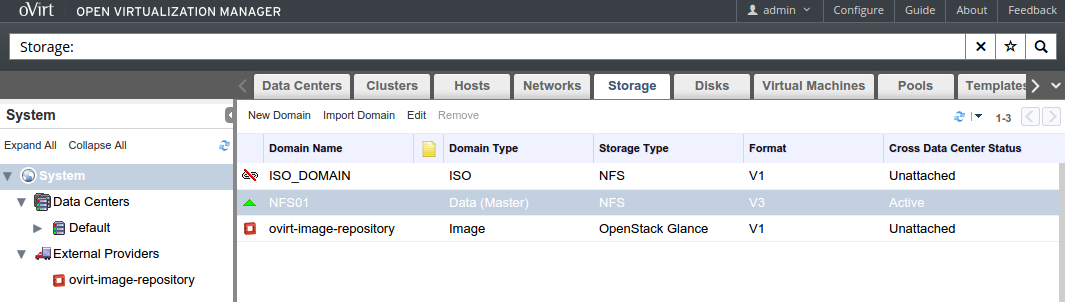 oVirt OPEN VIRTUALIZATION MANAGER admin Configure Guide About Feedback
Storage:
Data Centers Clusters Hosts Networks Storage Disks Virtual Machines Pools Templates
System
New Domain Import Domain Edit Remove 1-3
Expand All Collapse All
Domain Name Domain Type Storage Type Format Cross Data Center Status
System
ISO_DOMAIN ISO NFS V1 Unattached
Data Centers
NFS01 Data (Master) NFS V3 Active
Default
ovirt-image-repository Image OpenStack Glance V1 Unattached
External Providers
ovirt-image-repository